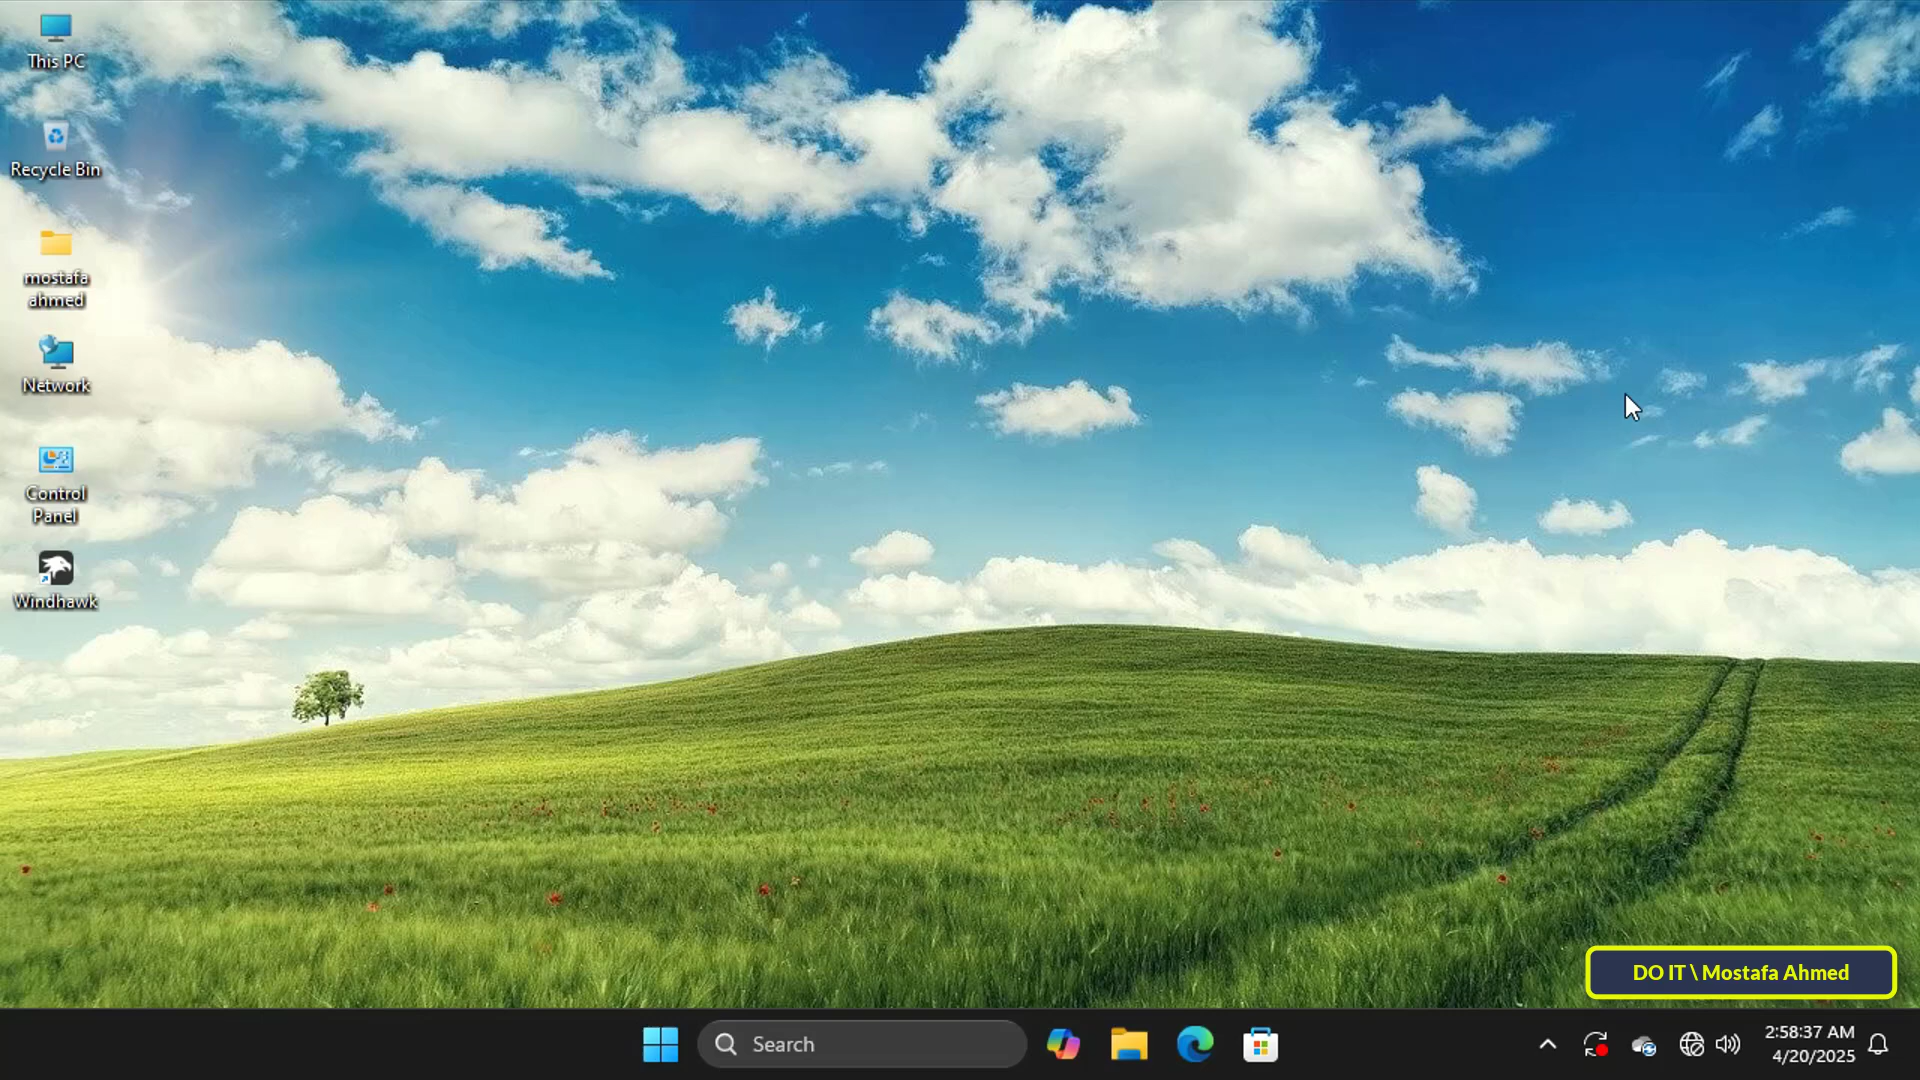 This PC
Recycle Bin
mostafa
ahmed
Network
Control
Panel
Windhawk
DO IT \ Mostafa Ahmed
Search
2:58:37 AM
4/20/2025